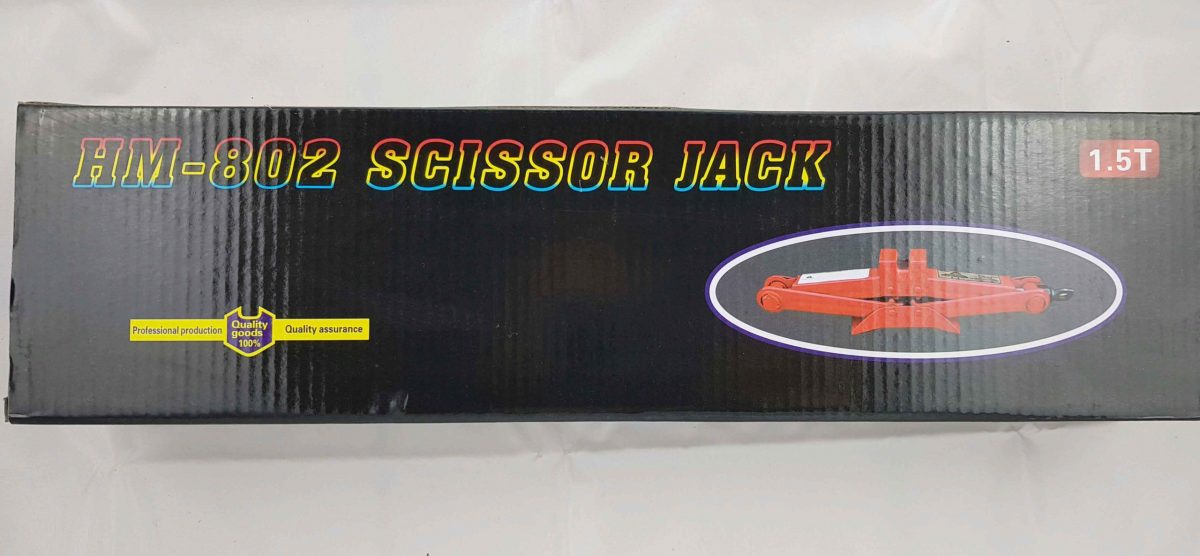 HM-802 SCISSOR JACK
1.5T
Professional production
Quality
goods
100%
Quality assurance